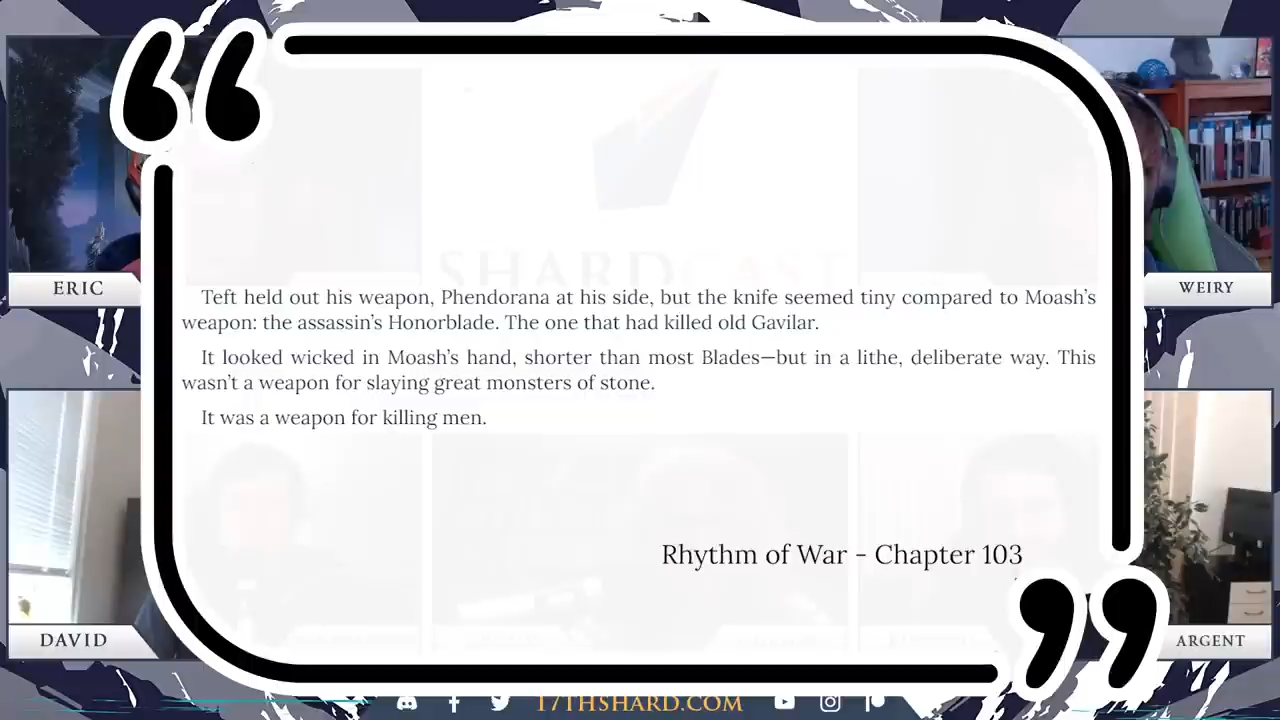 SHARDCAST
ERIC
WEIRY
Teft held out his weapon, Phendorana at his side, but the knife seemed tiny compared to Moash’s
weapon: the assassin’s Honorblade. The one that had killed old Gavilar.
It looked wicked in Moash’s hand, shorter than most Blades—but in a lithe, deliberate way. This
wasn’t a weapon for slaying great monsters of stone.
It was a weapon for killing men.
Rhythm of War - Chapter 103
DAVID
ARGENT
17THSHARD.COM